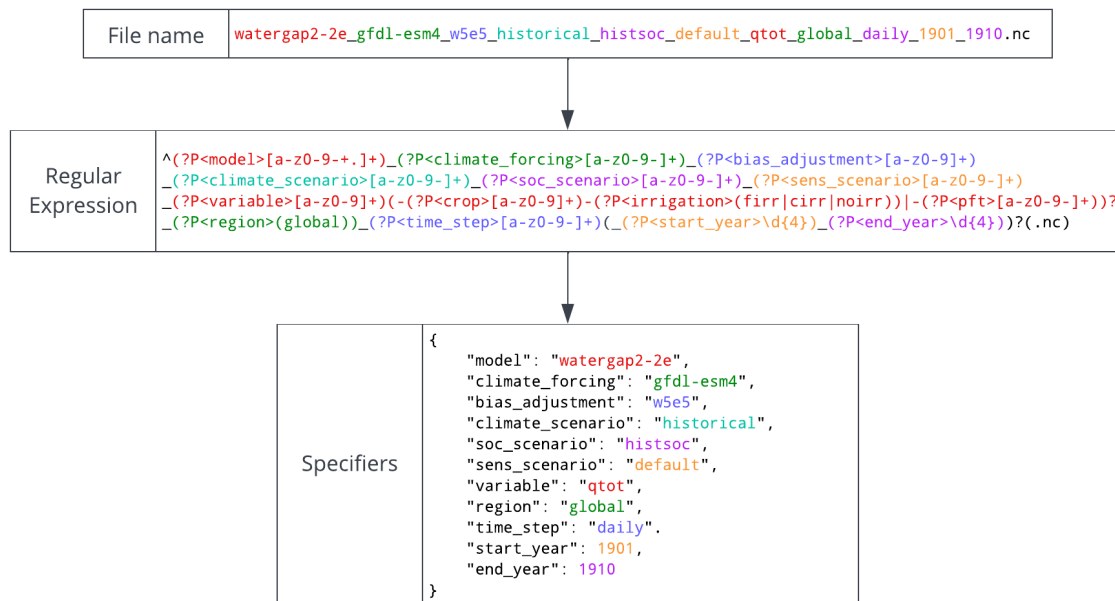 File name
watergap2-2e_gfdl-esm4_w5e5_historical_histsoc_default_qtot_global_daily_1901_1910.nc
Regular
Expression
^(?P<model>[a-z0-9-+.]+)_(?P<climate_forcing>[a-z0-9-]+)_(?P<bias_adjustment>[a-z0-9]+)
_(?P<climate_scenario>[a-z0-9-]+)_(?P<soc_scenario>[a-z0-9-]+)_(?P<sens_scenario>[a-z0-9-]+)
_(?P<variable>[a-z0-9]+)(-(?P<crop>[a-z0-9]+)-(?P<irrigation>(firr|cirr|noirr))|-(?P<pft>[a-z0-9-]+))?
_(?P<region>(global))_(?P<time_step>[a-z0-9-]+)(_(?P<start_year>\d{4})_(?P<end_year>\d{4}))?(.nc)
Specifiers
{
    "model": "watergap2-2e",
    "climate_forcing": "gfdl-esm4",
    "bias_adjustment": "w5e5",
    "climate_scenario": "historical",
    "soc_scenario": "histsoc",
    "sens_scenario": "default",
    "variable": "qtot",
    "region": "global",
    "time_step": "daily".
    "start_year": 1901,
    "end_year": 1910
}